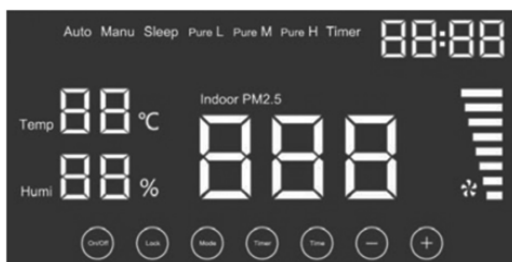 Auto Manu Sleep Pure L Pure M Pure H Timer 88:88
Indoor PM2.5
Temp 88 °C
888
Humi 88 %
On/Off Lock Mode Timer Time − +